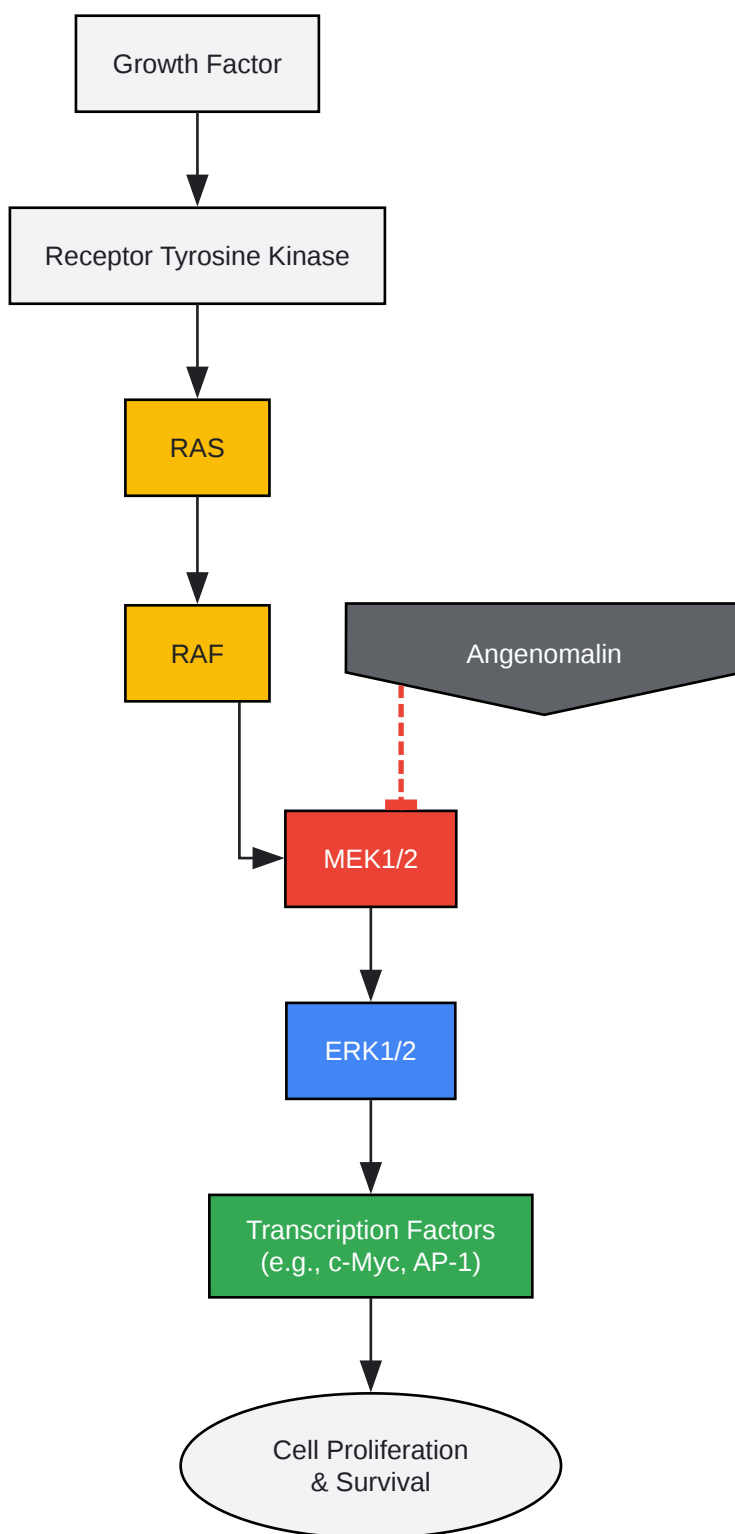 Growth Factor
Receptor Tyrosine Kinase
RAS
RAF
Angenomalin
MEK1/2
ERK1/2
Transcription Factors
(e.g., c-Myc, AP-1)
Cell Proliferation
& Survival